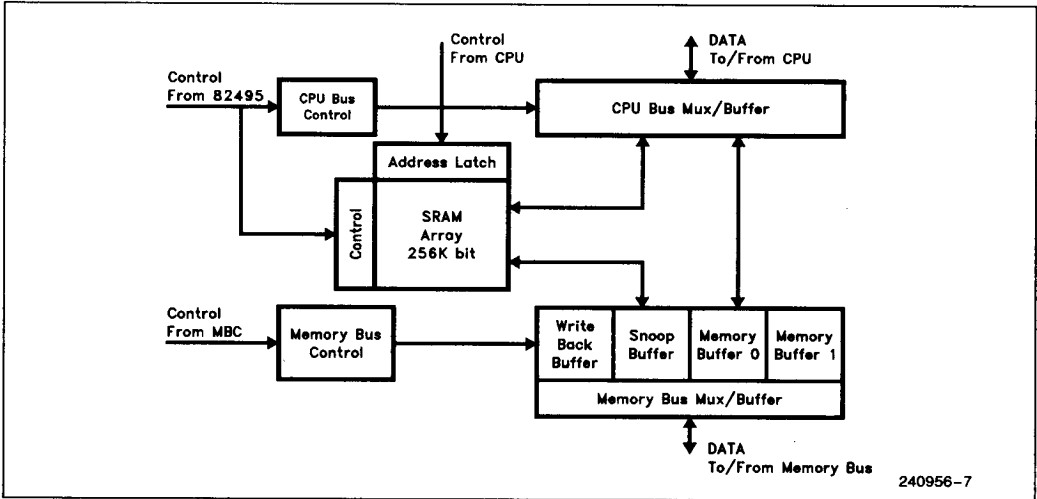 Control
From CPU
DATA
To/From CPU
Control
From 82495
CPU Bus
Control
CPU Bus Mux/Buffer
Address Latch
Control
SRAM
Array
256K bit
Control
From MBC
Memory Bus
Control
Write
Back
Buffer
Snoop
Buffer
Memory
Buffer 0
Memory
Buffer 1
Memory Bus Mux/Buffer
DATA
To/From Memory Bus
240956-7